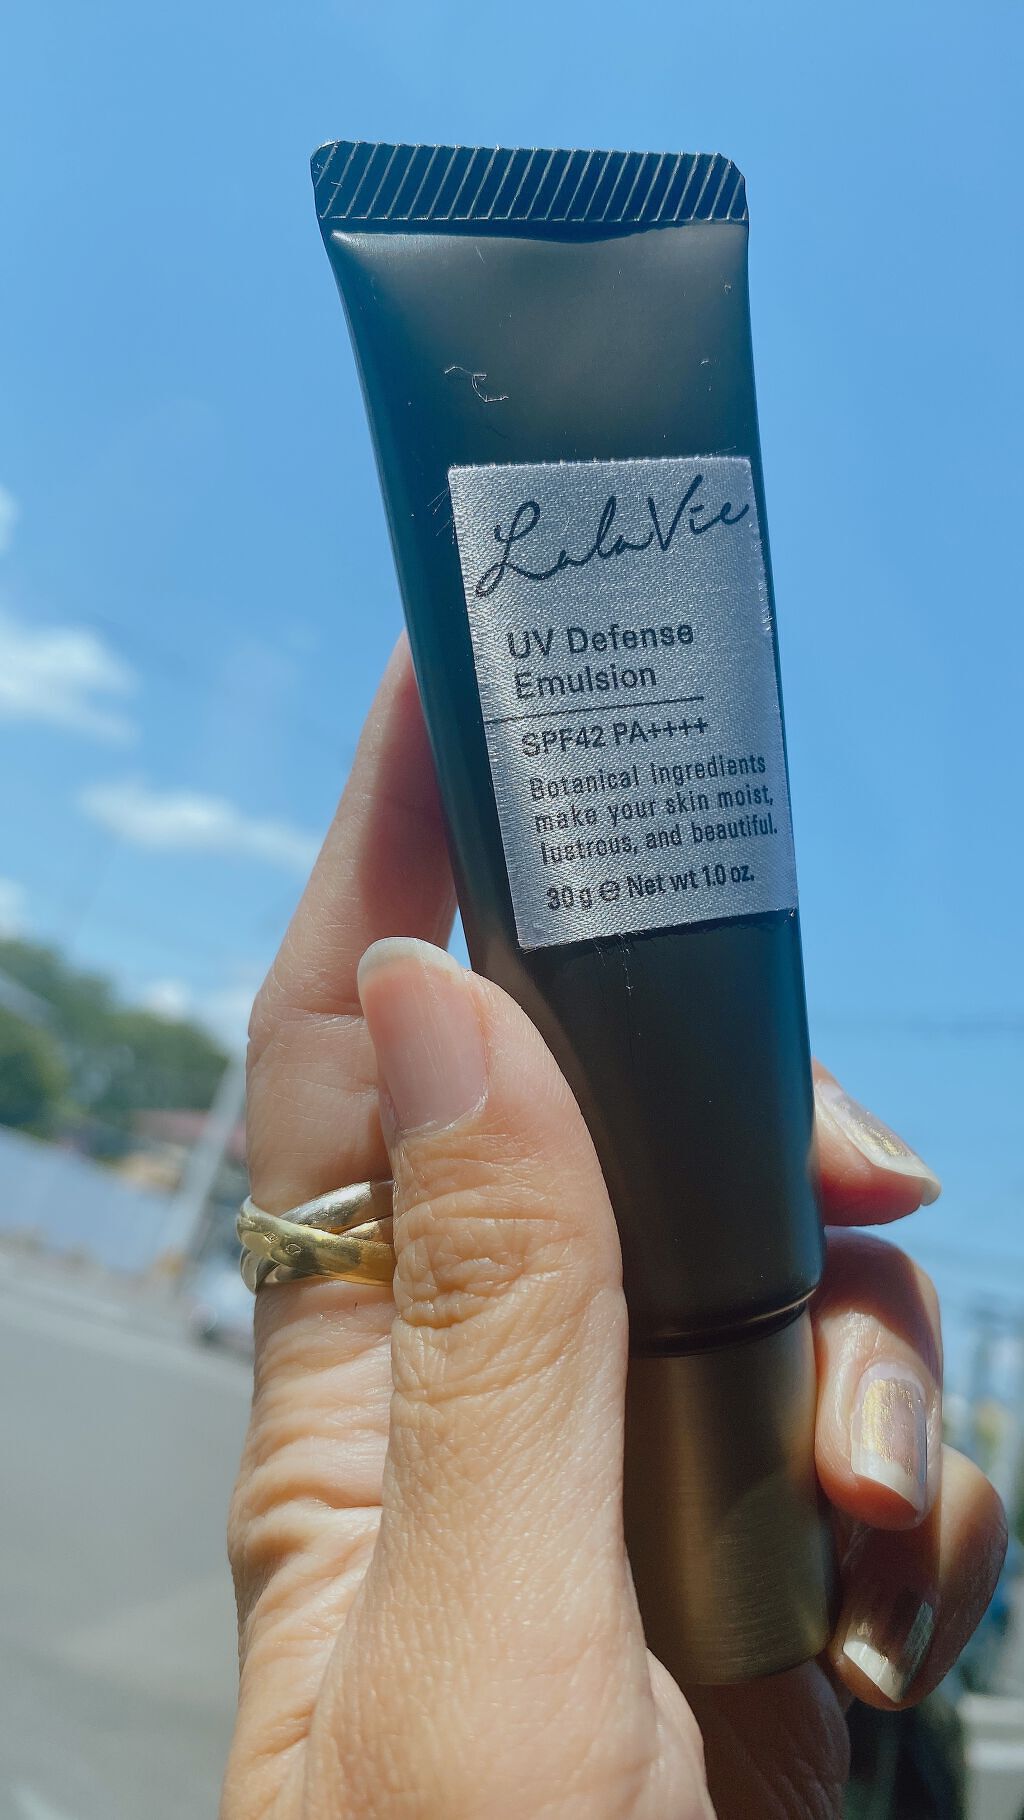 LaLaVie
UV Defense
Emulsion
SPF42 PA++++
Botanical ingredients
make your skin moist,
lustrous, and beautiful.
30g ℮ Net wt 1.0 oz.